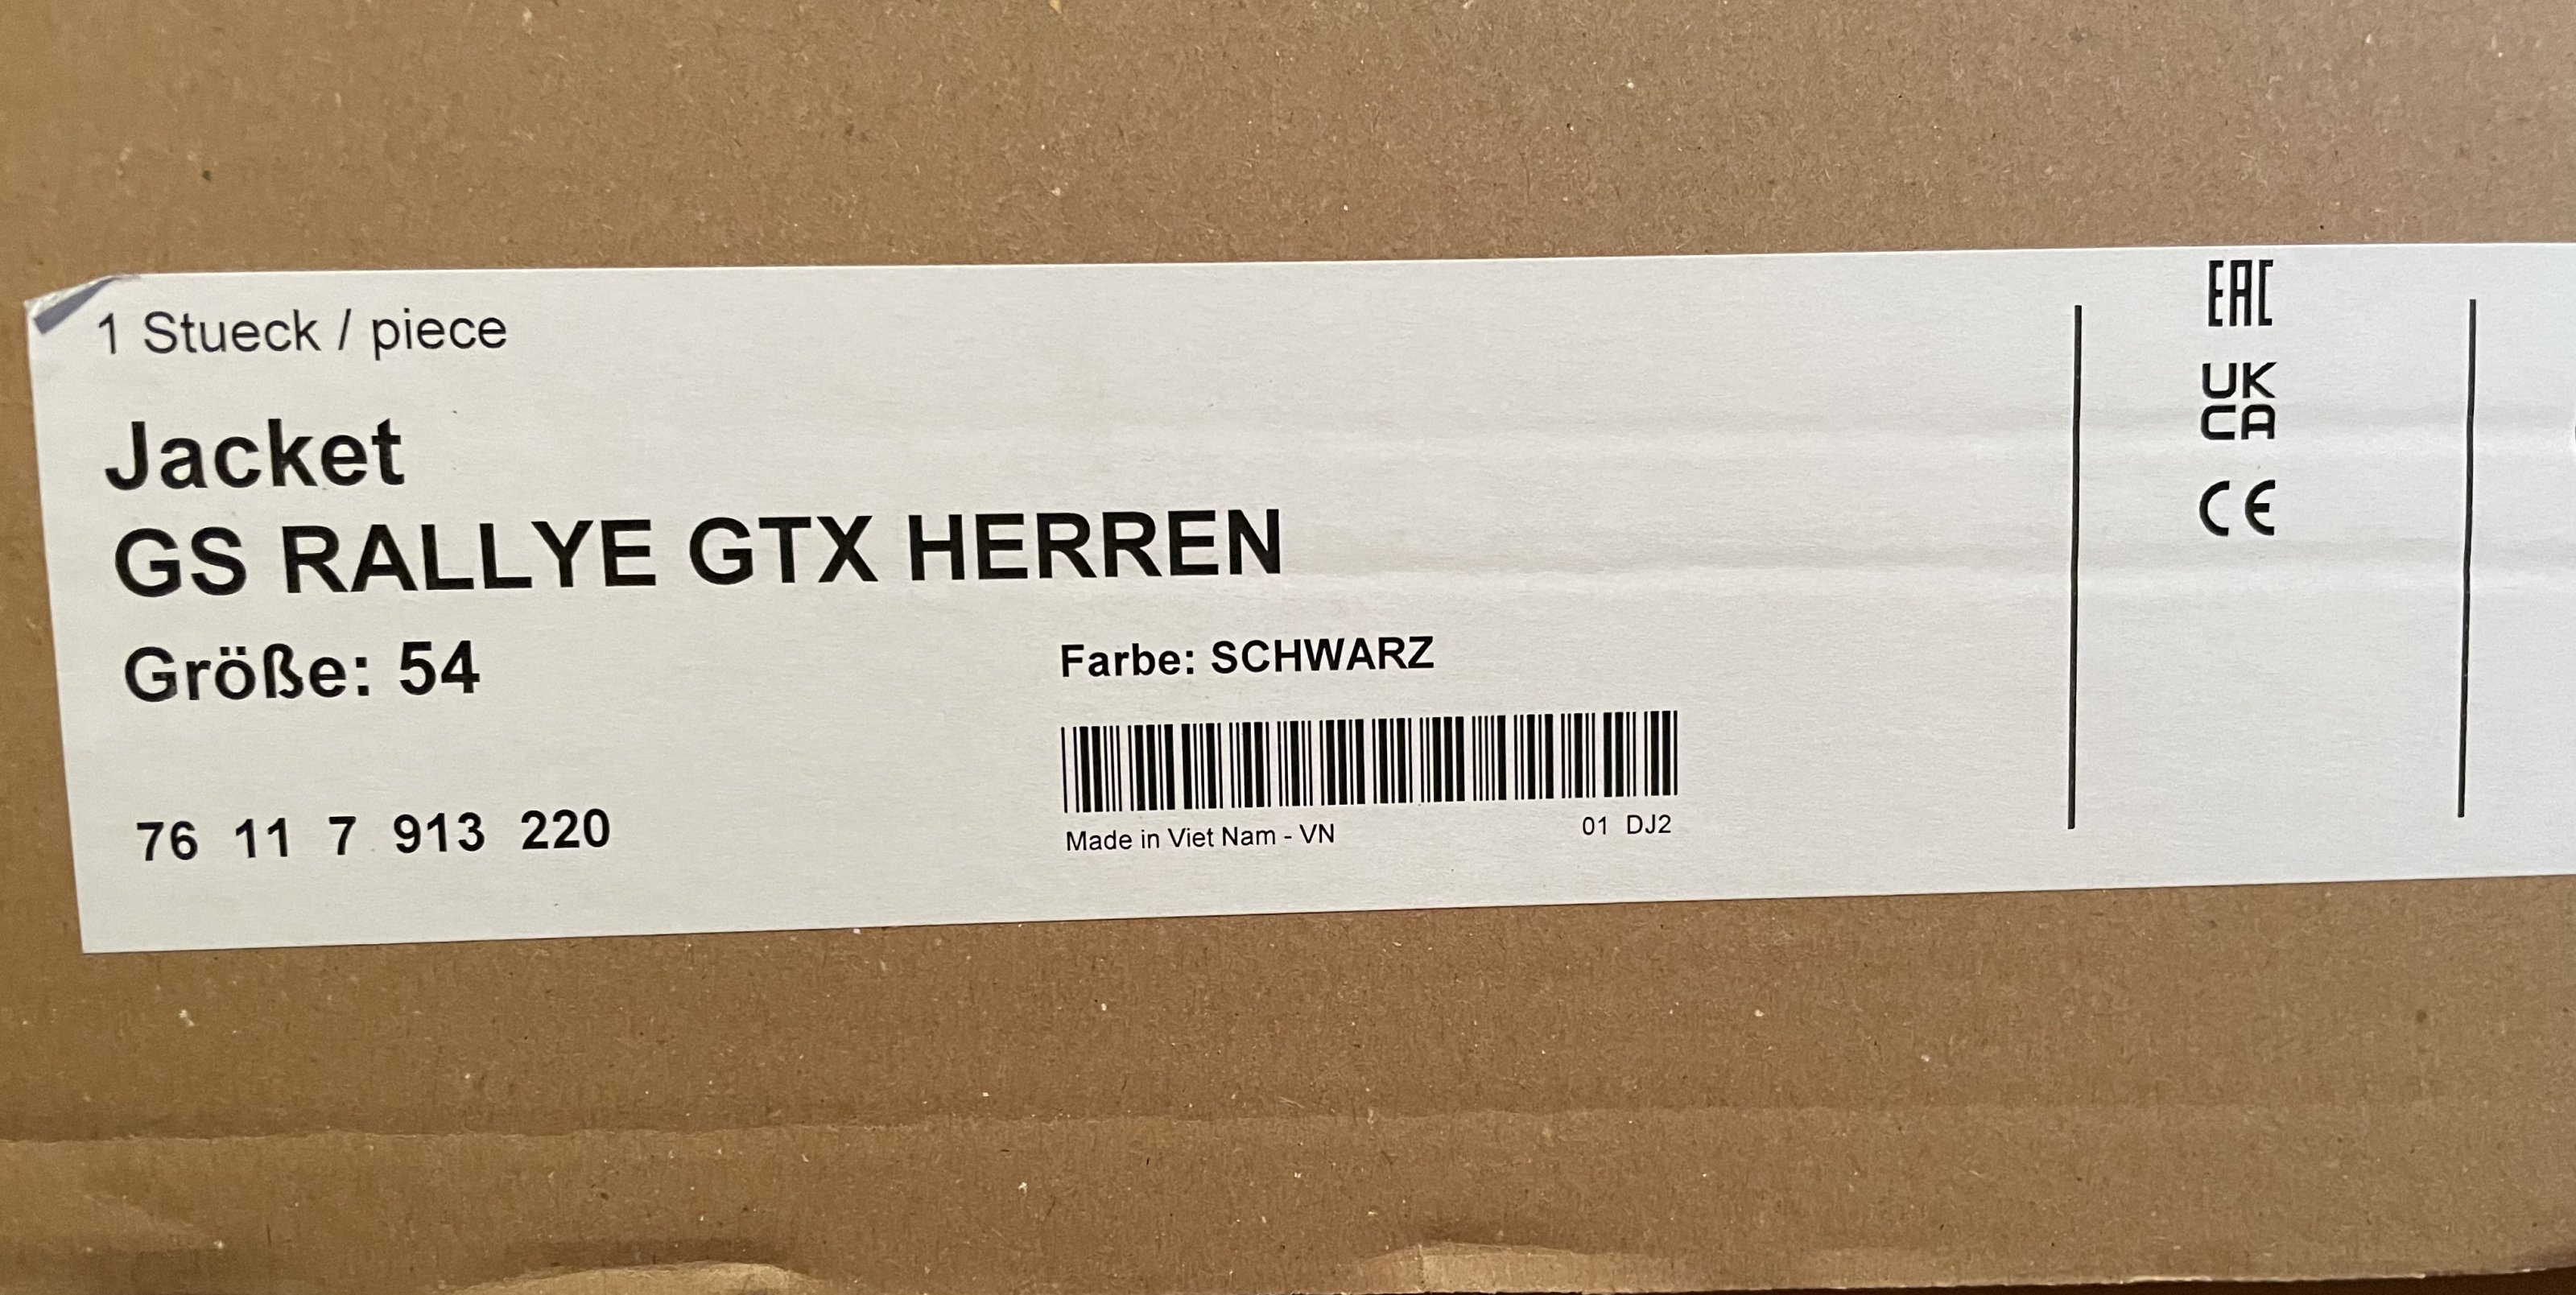 1 Stueck / piece
Jacket
GS RALLYE GTX HERREN
Größe: 54
Farbe: SCHWARZ
76 11 7 913 220
Made in Viet Nam - VN
01 DJ2
EAC
UK
CA
CE